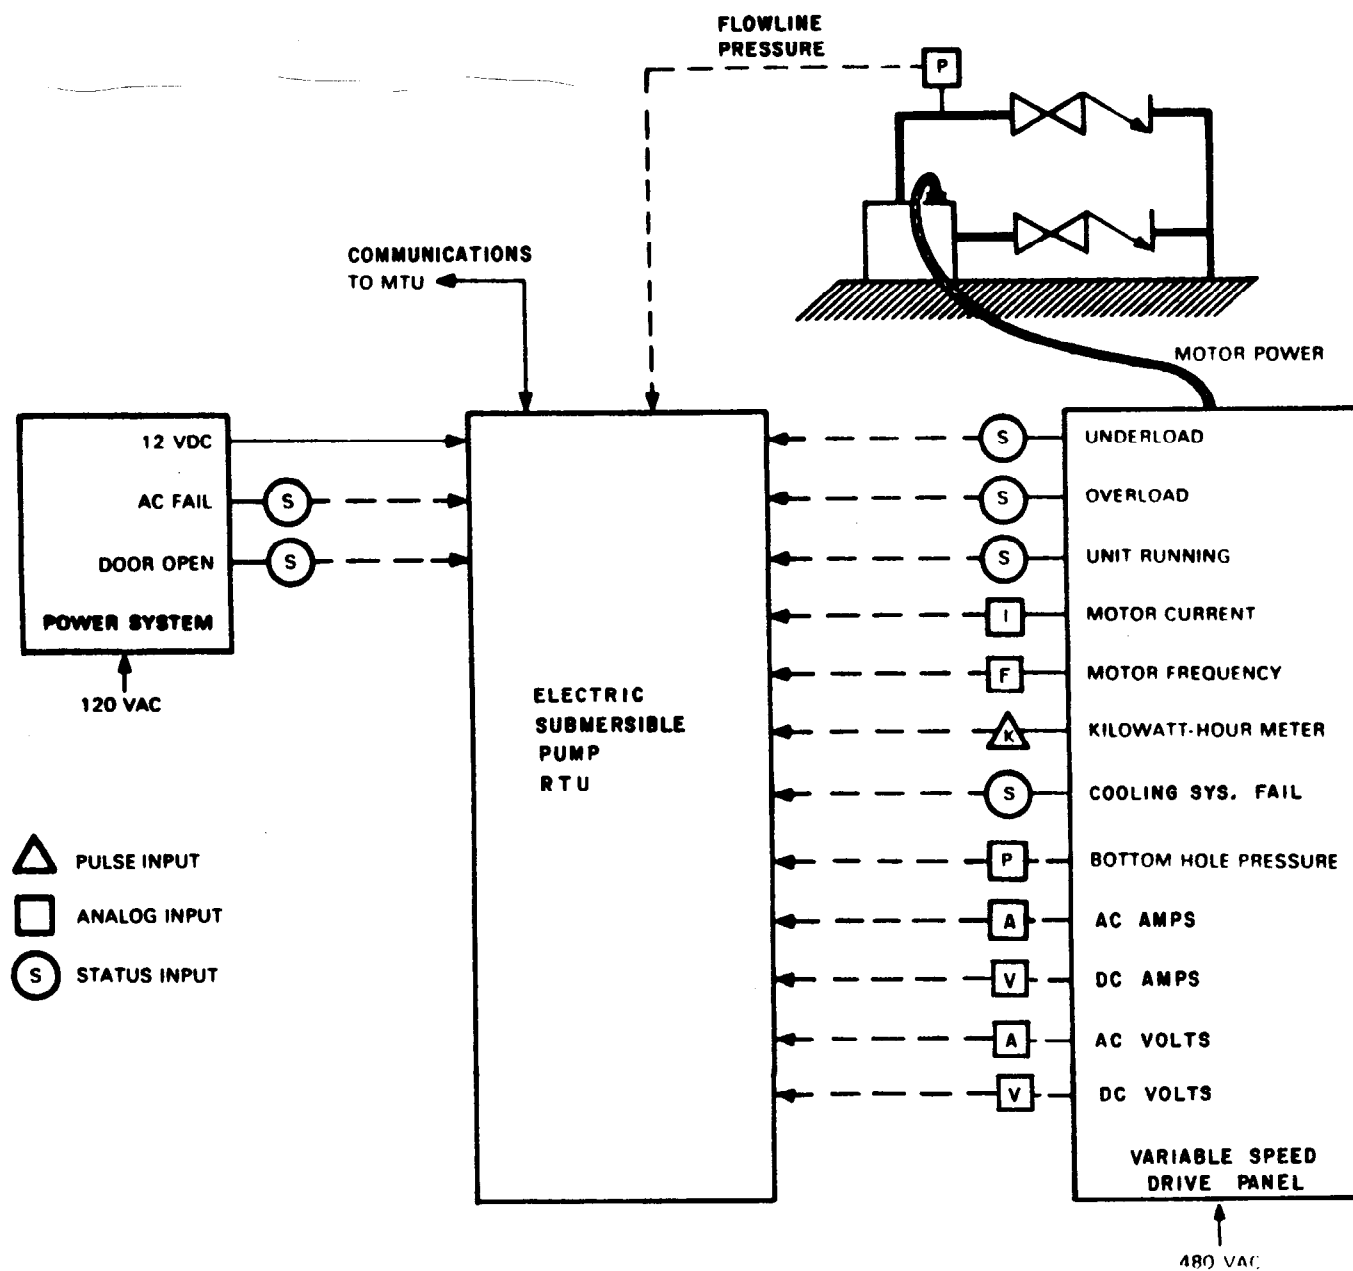 FLOWLINE
PRESSURE
P
COMMUNICATIONS
TO MTU
MOTOR POWER
12 VDC
AC FAIL
S
DOOR OPEN
S
POWER SYSTEM
120 VAC
ELECTRIC
SUBMERSIBLE
PUMP
RTU
S
UNDERLOAD
S
OVERLOAD
S
UNIT RUNNING
I
MOTOR CURRENT
F
MOTOR FREQUENCY
K
KILOWATT-HOUR METER
S
COOLING SYS. FAIL
P
BOTTOM HOLE PRESSURE
A
AC AMPS
V
DC AMPS
A
AC VOLTS
V
DC VOLTS
VARIABLE SPEED
DRIVE PANEL
480 VAC
PULSE INPUT
ANALOG INPUT
S
STATUS INPUT